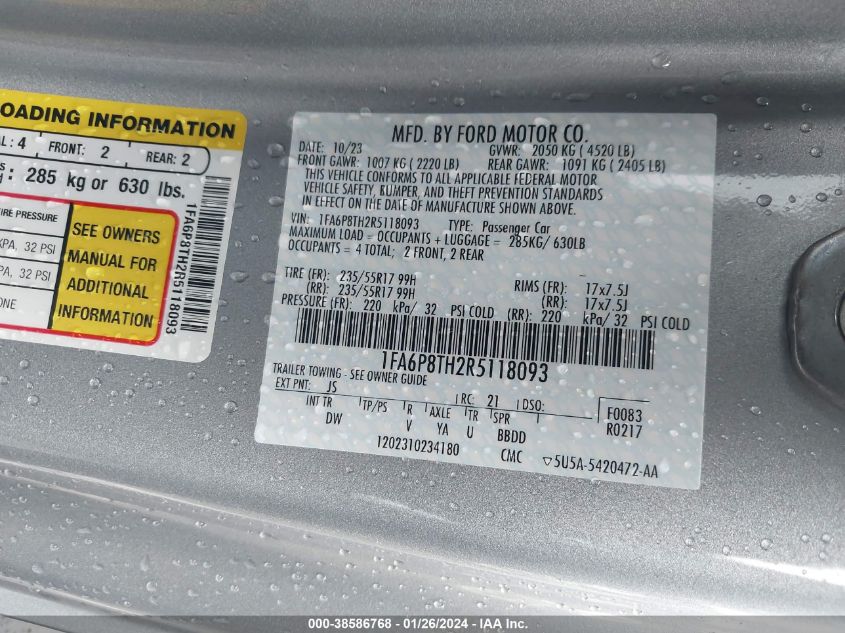 OADING INFORMATION
L: 4 FRONT: 2 REAR: 2
: 285 kg or 630 lbs.
IRE PRESSURE
KPA, 32 PSI
KPA, 32 PSI
ONE
SEE OWNERS
MANUAL FOR
ADDITIONAL
INFORMATION
1FA6P8TH2R5118093
MFD. BY FORD MOTOR CO.
DATE: 10/23 GVWR: 2050 KG ( 4520 LB)
FRONT GAWR: 1007 KG ( 2220 LB) REAR GAWR: 1091 KG ( 2405 LB)
THIS VEHICLE CONFORMS TO ALL APPLICABLE FEDERAL MOTOR
VEHICLE SAFETY, BUMPER, AND THEFT PREVENTION STANDARDS
IN EFFECT ON THE DATE OF MANUFACTURE SHOWN ABOVE.
VIN: 1FA6P8TH2R5118093 TYPE: Passenger Car
MAXIMUM LOAD = OCCUPANTS + LUGGAGE = 285KG/ 630LB
OCCUPANTS = 4 TOTAL; 2 FRONT, 2 REAR
TIRE (FR): 235/55R17 99H RIMS (FR): 17x7.5J
(RR): 235/55R17 99H (RR): 17x7.5J
PRESSURE (FR): 220 kPa/ 32 PSI COLD (RR): 220 kPa/ 32 PSI COLD
1FA6P8TH2R5118093
TRAILER TOWING - SEE OWNER GUIDE
EXT PNT: JS RC: 21 DSO: F0083
INT TR TP/PS R AXLE TR SPR R0217
DW V YA U BBDD
1202310234180 CMC ▽5U5A-5420472-AA
000-38586768 - 01/26/2024 - IAA Inc.